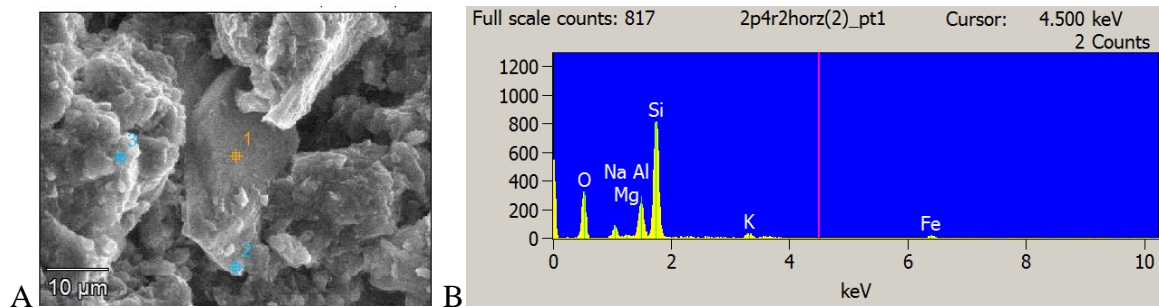 A
3
1
2
10 µm
B
Full scale counts: 817 2p4r2horz(2)_pt1 Cursor: 4.500 keV
2 Counts
1200
1000
800
600
400
200
0
Si
O
Na Al
Mg
K
Fe
0 2 4 6 8 10
keV